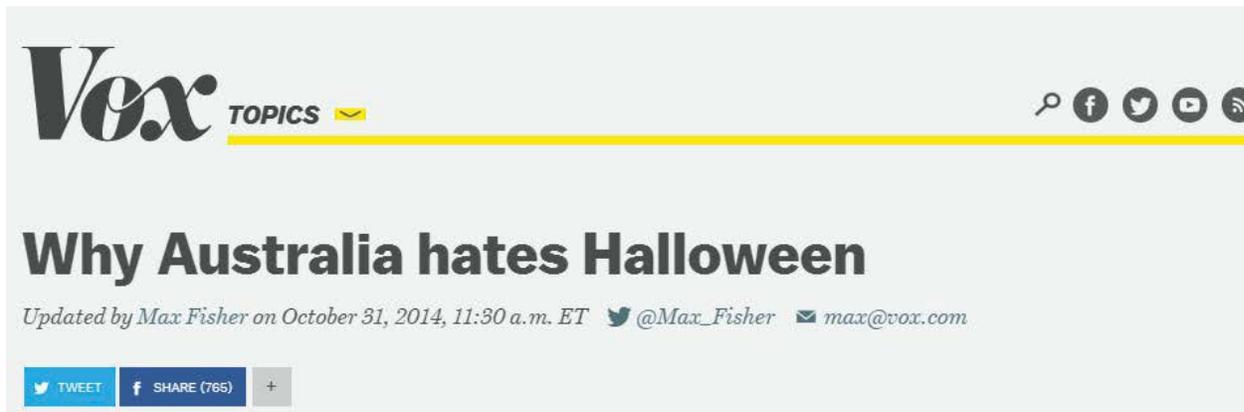 Vox TOPICS
Why Australia hates Halloween
Updated by Max Fisher on October 31, 2014, 11:30 a.m. ET @Max_Fisher max@vox.com
TWEET f SHARE (765) +